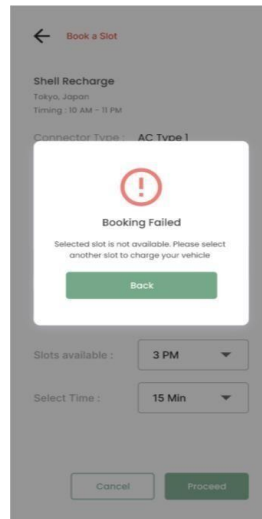 Book a Slot
Shell Recharge
Tokyo, Japan
Timing : 10 AM - 11 PM
Connector Type : AC Type 1
Booking Failed
Selected slot is not available. Please select
another slot to charge your vehicle
Back
Slots available : 3 PM
Select Time : 15 Min
Cancel Proceed